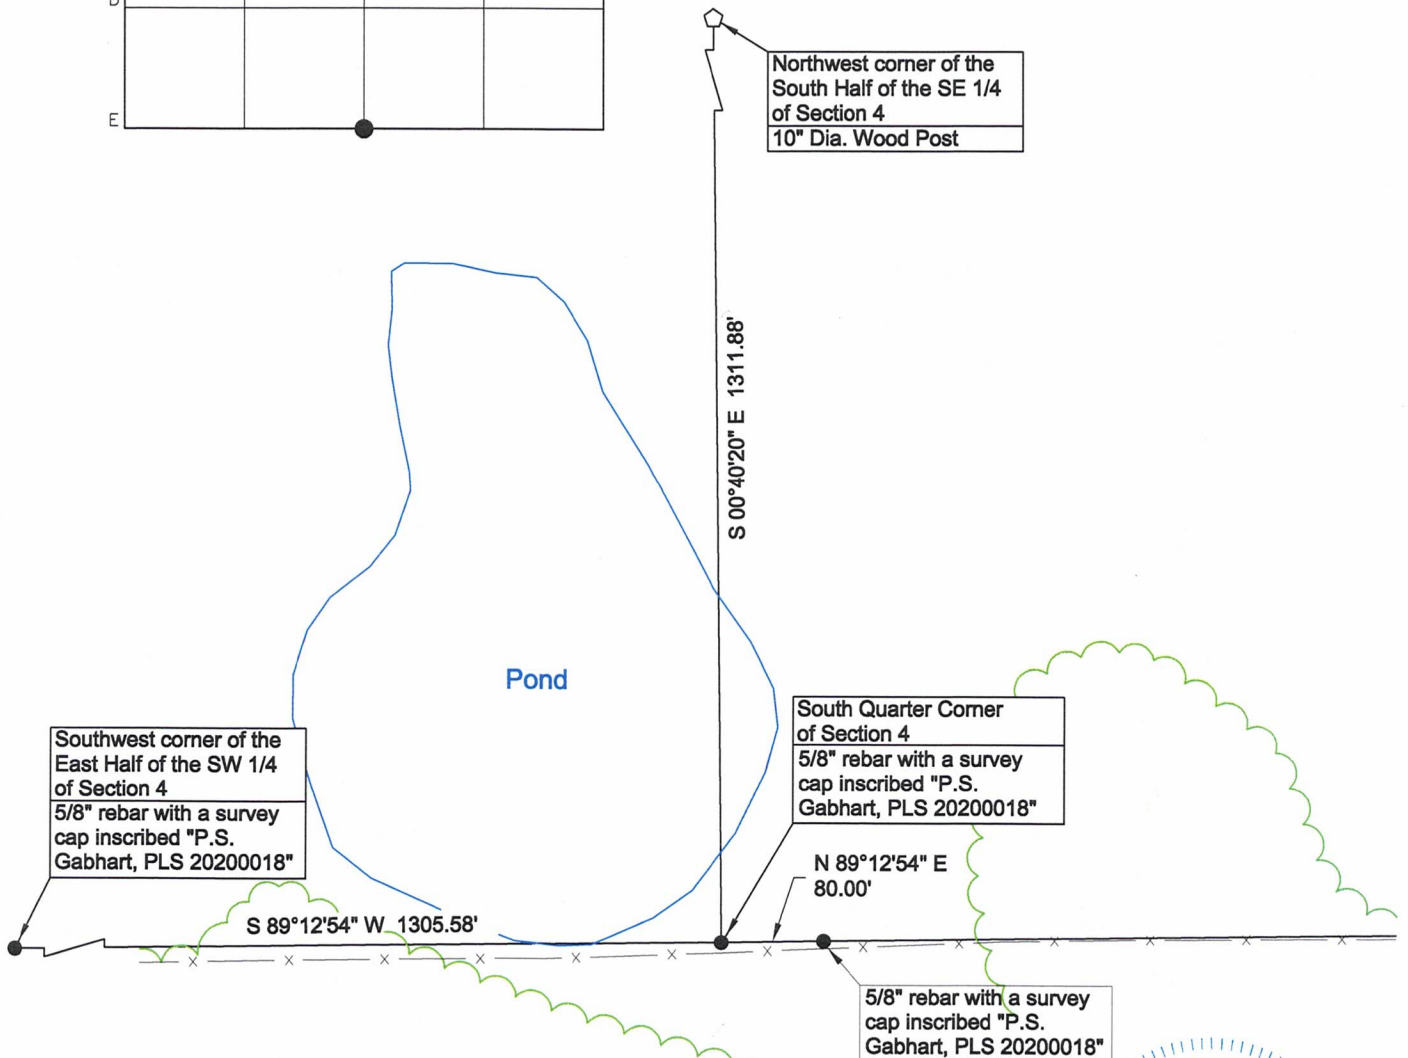 D
E
Northwest corner of the
South Half of the SE 1/4
of Section 4
10" Dia. Wood Post
S 00°40'20" E 1311.88'
Pond
Southwest corner of the
East Half of the SW 1/4
of Section 4
5/8" rebar with a survey
cap inscribed "P.S.
Gabhart, PLS 20200018"
South Quarter Corner
of Section 4
5/8" rebar with a survey
cap inscribed "P.S.
Gabhart, PLS 20200018"
N 89°12'54" E
80.00'
S 89°12'54" W 1305.58'
5/8" rebar with a survey
cap inscribed "P.S.
Gabhart, PLS 20200018"